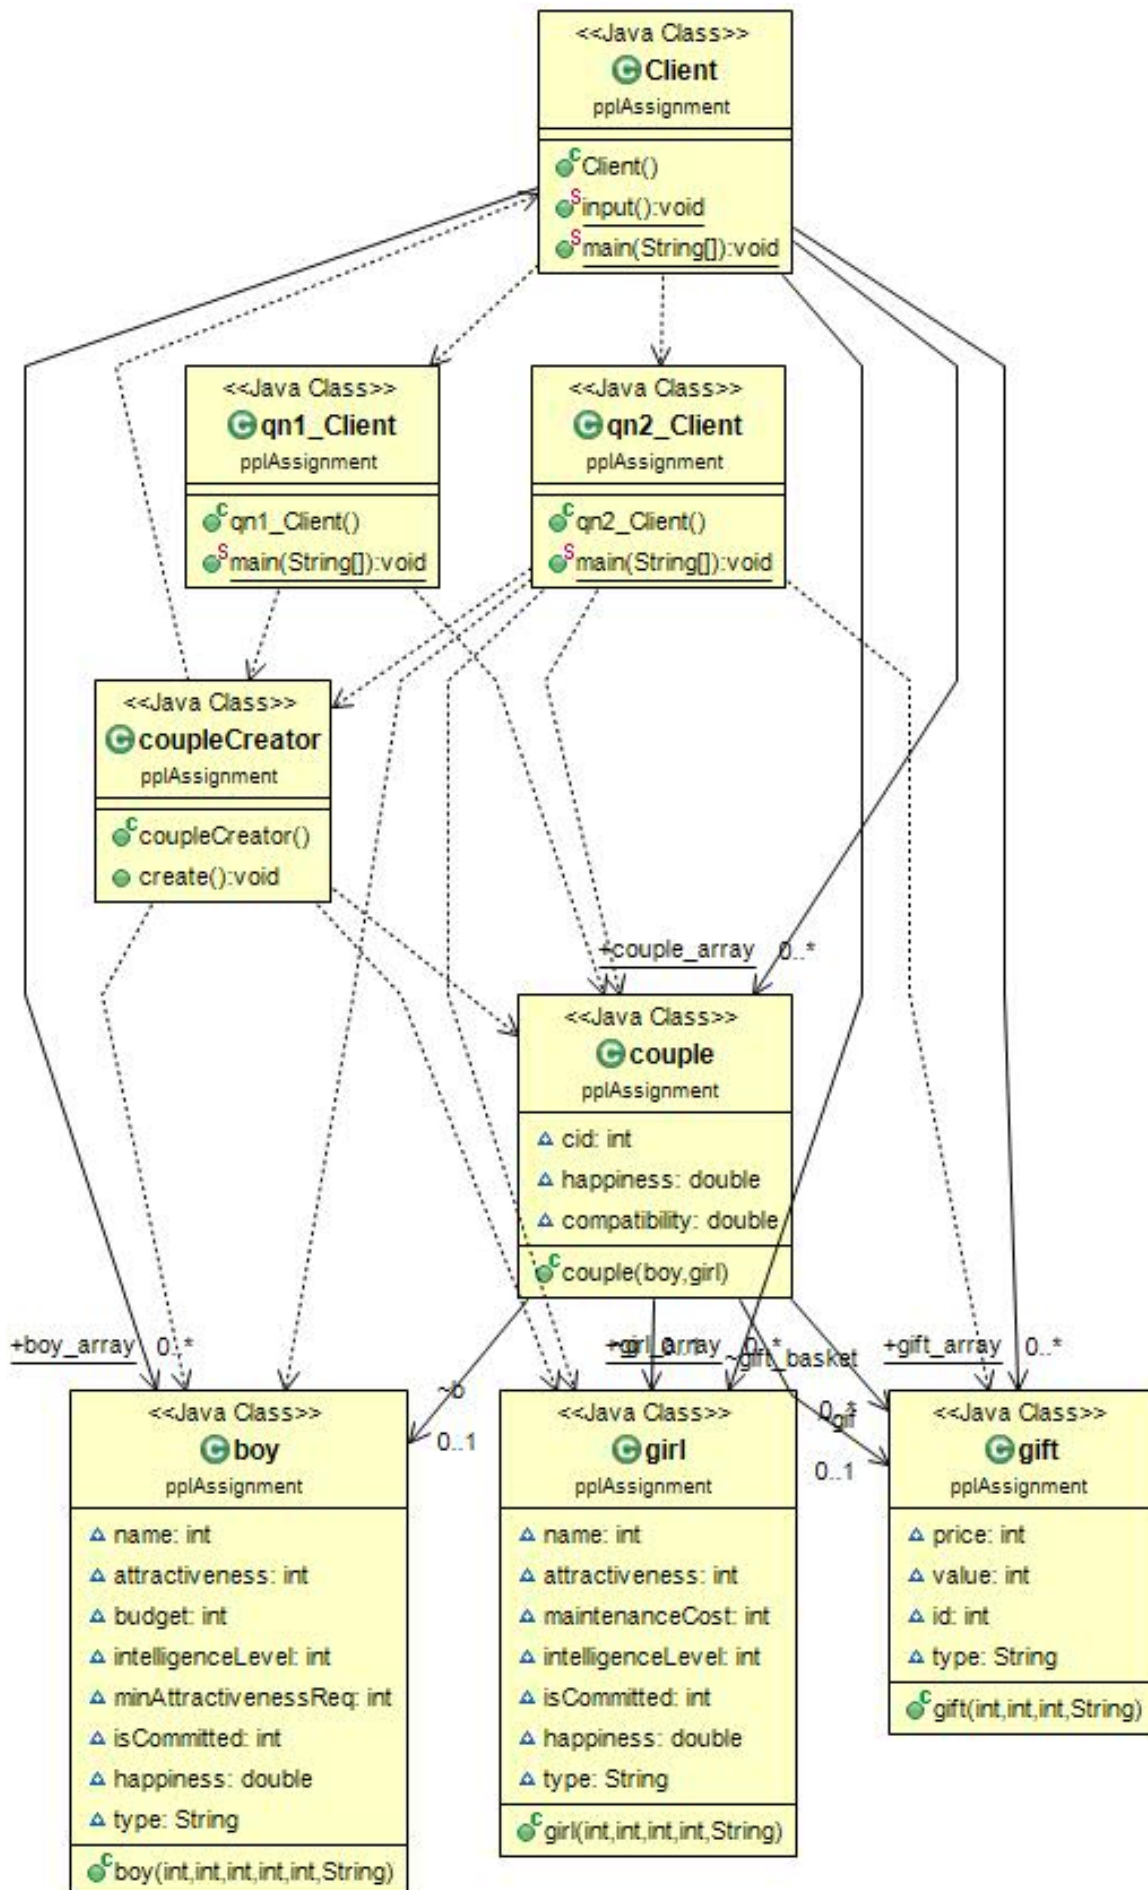 <<Java Class>>
Client
pplAssignment
Client()
input():void
main(String[]):void
<<Java Class>>
qn1_Client
pplAssignment
qn1_Client()
main(String[]):void
<<Java Class>>
qn2_Client
pplAssignment
qn2_Client()
main(String[]):void
<<Java Class>>
coupleCreator
pplAssignment
coupleCreator()
create():void
+couple_array 0..*
<<Java Class>>
couple
pplAssignment
cid: int
happiness: double
compatibility: double
couple(boy,girl)
+boy_array 0..*
~b
0..1
+girl_array 0..*
~gift_basket
0..*
0..1
+gift_array 0..*
<<Java Class>>
boy
pplAssignment
name: int
attractiveness: int
budget: int
intelligenceLevel: int
minAttractivenessReq: int
isCommitted: int
happiness: double
type: String
boy(int,int,int,int,int,String)
<<Java Class>>
girl
pplAssignment
name: int
attractiveness: int
maintenanceCost: int
intelligenceLevel: int
isCommitted: int
happiness: double
type: String
girl(int,int,int,int,String)
<<Java Class>>
gift
pplAssignment
price: int
value: int
id: int
type: String
gift(int,int,int,String)